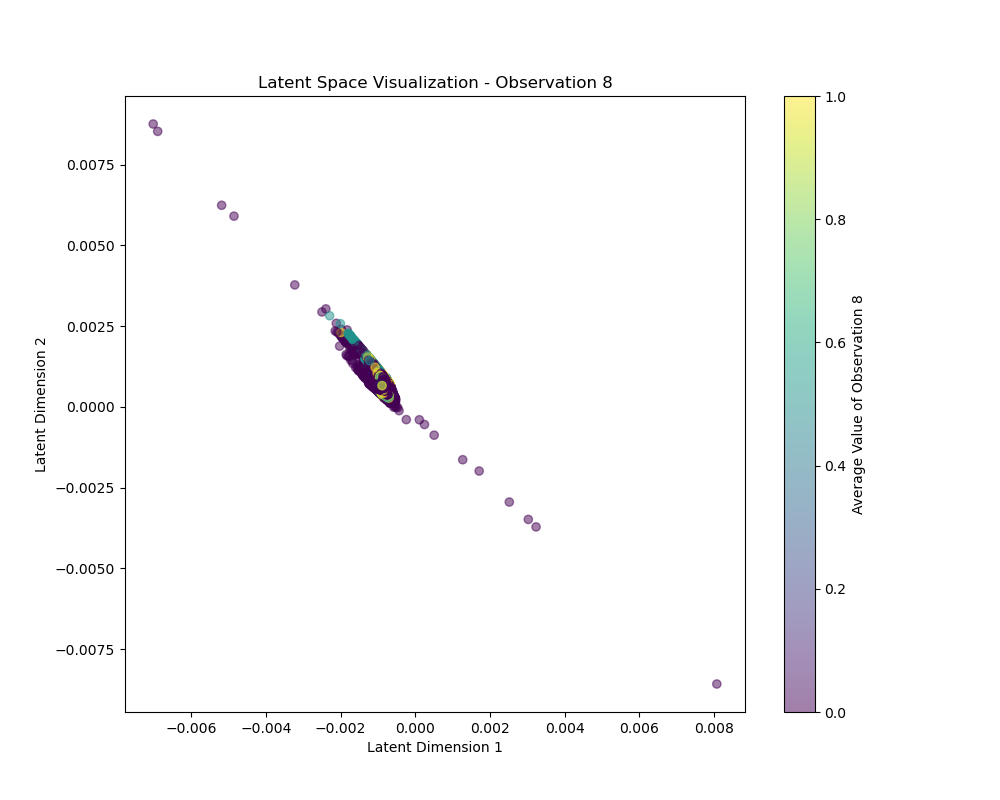 Latent Space Visualization - Observation 8
Latent Dimension 2
0.0075
0.0050
0.0025
0.0000
−0.0025
−0.0050
−0.0075
−0.006 −0.004 −0.002 0.000 0.002 0.004 0.006 0.008
Latent Dimension 1
1.0
0.8
0.6
0.4
0.2
0.0
Average Value of Observation 8